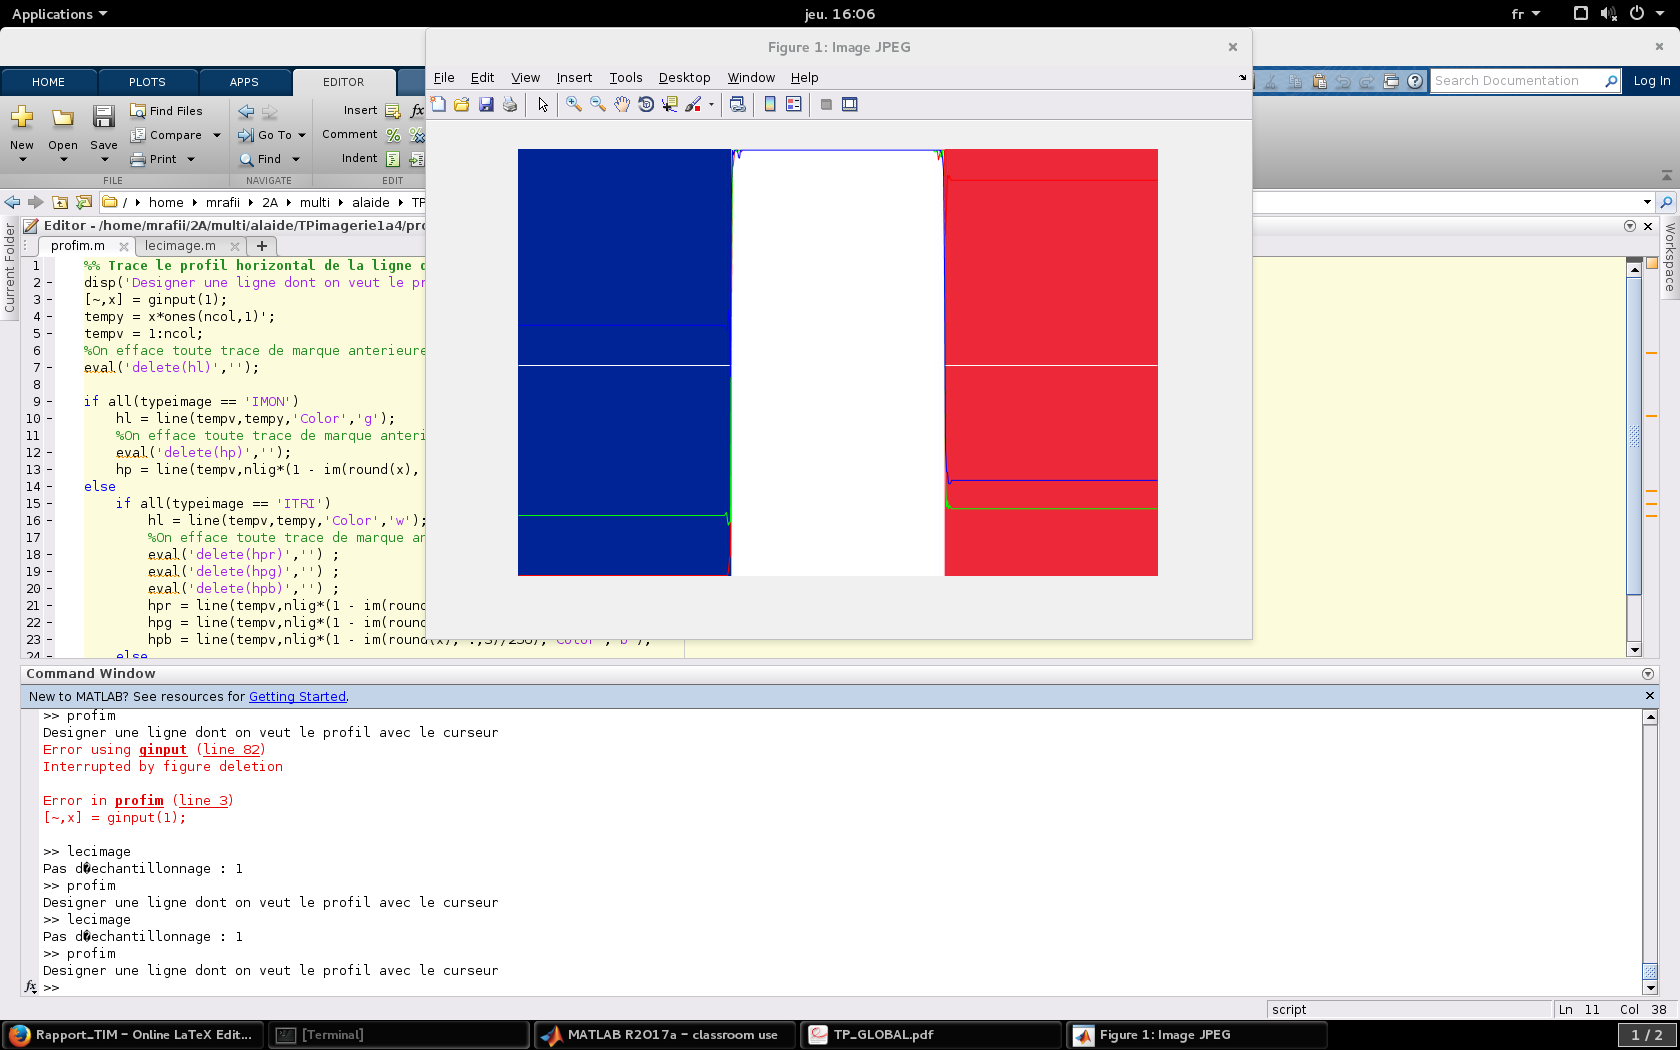 Applications
jeu. 16:06
fr
Figure 1: Image JPEG
File Edit View Insert Tools Desktop Window Help
HOME PLOTS APPS EDITOR
Search Documentation
Log In
New Open Save
Find Files
Compare
Print
Go To
Find
Insert
Comment
Indent
FILE NAVIGATE EDIT
/ home mrafii 2A multi alaide TP
Editor - /home/mrafii/2A/multi/alaide/TPimagerie1a4/pro
profim.m
lecimage.m
Current Folder
Workspace
1 %% Trace le profil horizontal de la ligne
2 - disp('Designer une ligne dont on veut le pr
3 - [~,x] = ginput(1);
4 - tempy = x*ones(ncol,1)';
5 - tempv = 1:ncol;
6 %On efface toute trace de marque anterieure
7 - eval('delete(hl)','');
8
9 - if all(typeimage == 'IMON')
10 - hl = line(tempv,tempy,'Color','g');
11 %On efface toute trace de marque anteri
12 - eval('delete(hp)','');
13 - hp = line(tempv,nlig*(1 - im(round(x),
14 - else
15 - if all(typeimage == 'ITRI')
16 - hl = line(tempv,tempy,'Color','w');
17 %On efface toute trace de marque an
18 - eval('delete(hpr)','') ;
19 - eval('delete(hpg)','') ;
20 - eval('delete(hpb)','') ;
21 - hpr = line(tempv,nlig*(1 - im(round
22 - hpg = line(tempv,nlig*(1 - im(round
23 - hpb = line(tempv,nlig*(1 - im(round(x), :,3)/256),'Color','b');
24 - else
Command Window
New to MATLAB? See resources for Getting Started.
>> profim
Designer une ligne dont on veut le profil avec le curseur
Error using ginput (line 82)
Interrupted by figure deletion
Error in profim (line 3)
[~,x] = ginput(1);
>> lecimage
Pas d�echantillonnage : 1
>> profim
Designer une ligne dont on veut le profil avec le curseur
>> lecimage
Pas d�echantillonnage : 1
>> profim
Designer une ligne dont on veut le profil avec le curseur
fx >>
script
Ln 11 Col 38
Rapport_TIM – Online LaTeX Edit...
[Terminal]
MATLAB R2017a – classroom use
TP_GLOBAL.pdf
Figure 1: Image JPEG
1 / 2